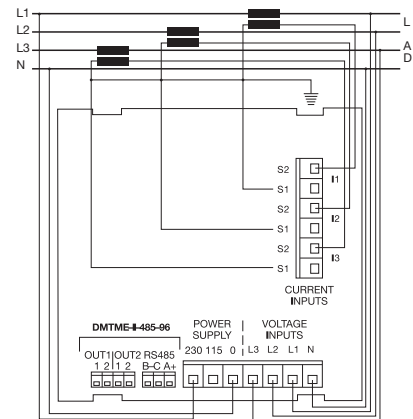 L1
L2
L3
N
L
A
D
S2
I1
S1
S2
I2
S1
S2
I3
S1
CURRENT
INPUTS
DMTME-I-485-96
POWER
SUPPLY
VOLTAGE
INPUTS
OUT1 OUT2 RS485
1 2 1 2 B-C A+
230 115 0 L3 L2 L1 N